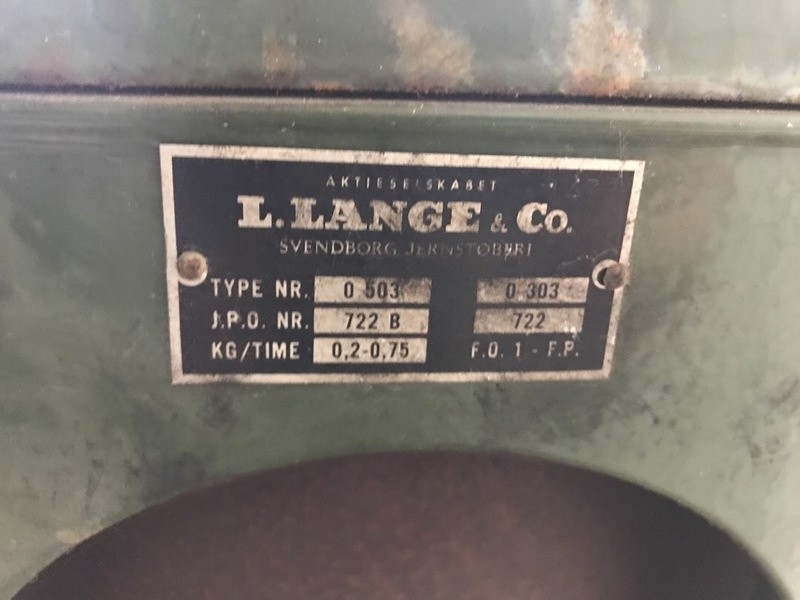 AKTIESELSKABET
L. LANGE & CO.
SVENDBORG JERNSTØBERI
TYPE NR. 0 503 0 303
J.P.O. NR. 722 B 722
KG/TIME 0,2-0,75 F.O. 1 - F.P.